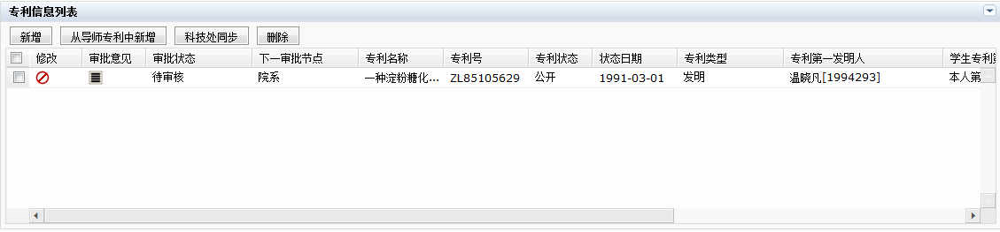 专利信息列表
新增 从导师专利中新增 科技处同步 删除
修改 审批意见 审批状态 下一审批节点 专利名称 专利号 专利状态 状态日期 专利类型 专利第一发明人 学生专利第
待审核 院系 一种淀粉糖化... ZL85105629 公开 1991-03-01 发明 温晓凡[1994293] 本人第